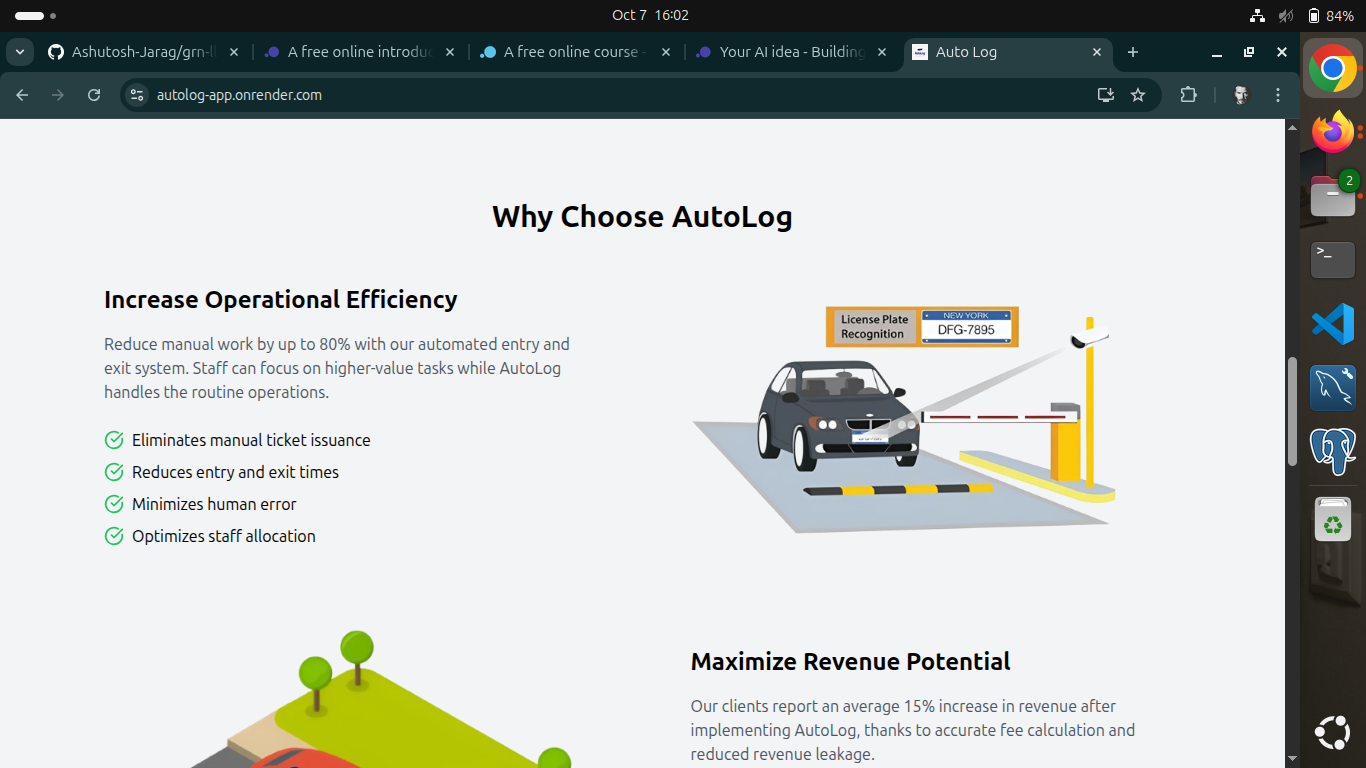 Oct 7 16:02
84%
Ashutosh-Jarag/grn-ll
A free online introduc
A free online course -
Your AI idea - Building
Auto Log
autolog-app.onrender.com
2
Why Choose AutoLog
Increase Operational Efficiency
Reduce manual work by up to 80% with our automated entry and
exit system. Staff can focus on higher-value tasks while AutoLog
handles the routine operations.
Eliminates manual ticket issuance
Reduces entry and exit times
Minimizes human error
Optimizes staff allocation
License Plate
Recognition
NEW YORK
DFG-7895
Maximize Revenue Potential
Our clients report an average 15% increase in revenue after
implementing AutoLog, thanks to accurate fee calculation and
reduced revenue leakage.